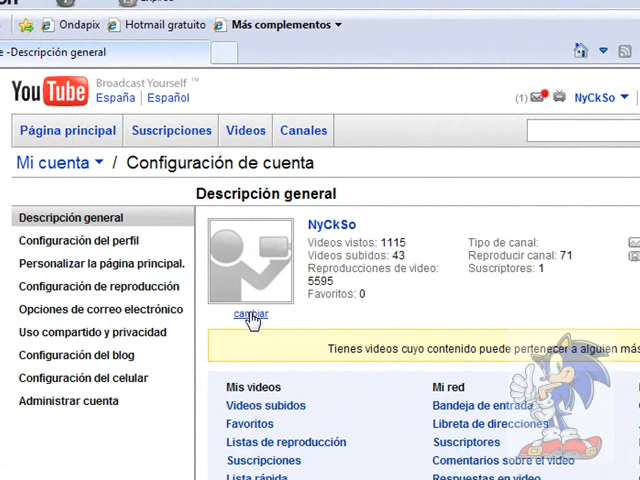 Ondapix Hotmail gratuito Más complementos
-Descripción general
YouTube Broadcast Yourself ™
España | Español
(1) NyCkSo
Página principal Suscripciones Videos Canales
Mi cuenta / Configuración de cuenta
Descripción general
Descripción general
Configuración del perfil
Personalizar la página principal.
Configuración de reproducción
Opciones de correo electrónico
Uso compartido y privacidad
Configuración del blog
Configuración del celular
Administrar cuenta
NyCkSo
Videos vistos: 1115
Videos subidos: 43
Reproducciones de video:
5595
Favoritos: 0
Tipo de canal:
Reproducir canal: 71
Suscriptores: 1
cambiar
Tienes videos cuyo contenido puede pertenecer a alguien más
Mis videos
Videos subidos
Favoritos
Listas de reproducción
Suscripciones
Lista rápida
Mi red
Bandeja de entrada
Libreta de direcciones
Suscriptores
Comentarios sobre el video
Respuestas en video